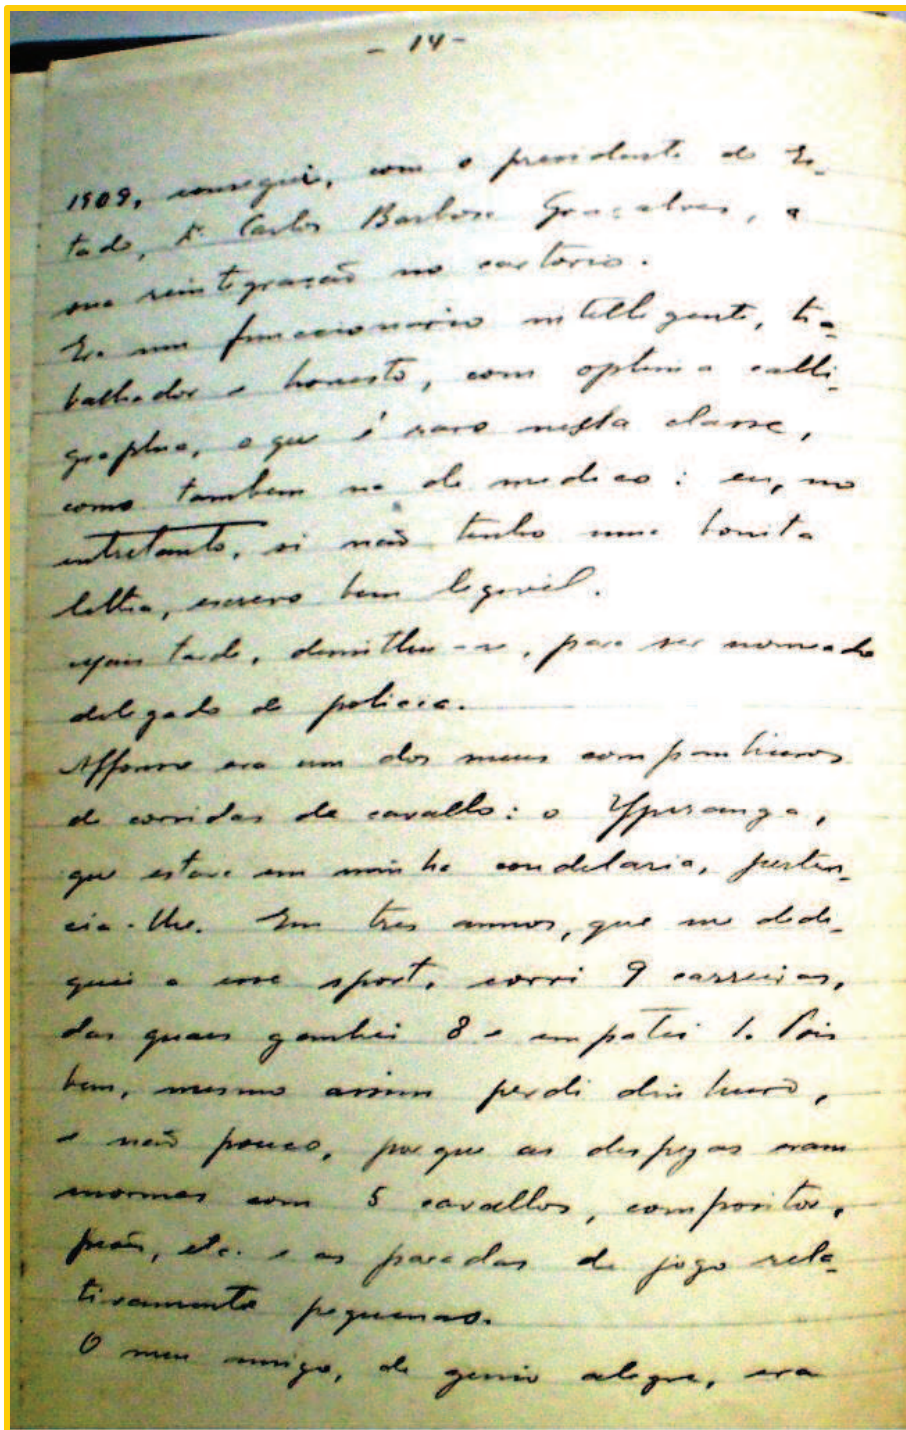 - 14 -
1909, consegui, com o presidente do Es-
tado, Dr. Carlos Barbosa Gonçalves, a
sua reintegração no cartorio.
Era um funccionario intelligente, tra-
balhador e honesto, com optima calli-
graphia, o que é raro nesta classe,
como tambem na de medico: eu, no
entretanto, si não tenho uma bonita
lettra, escrevo bem legivel.
Mais tarde, demittiu-se, para ser nomeado
delegado de policia.
Affonso era um dos meus companheiros
de corridas de cavallo: o Ypiranga,
que estava em minha coudelaria, perten-
cia-lhe. Em tres annos, que me dedi-
quei a esse sport, corri 9 carreiras,
das quaes ganhei 8 e empatei 1. Pois
bem, mesmo assim perdi dinheiro,
e não pouco, porque as despezas eram
enormes com 5 cavallos, compositor,
peão, etc. e as paradas de jogo rela-
tivamente pequenas.
O meu amigo, de genio alegre, era